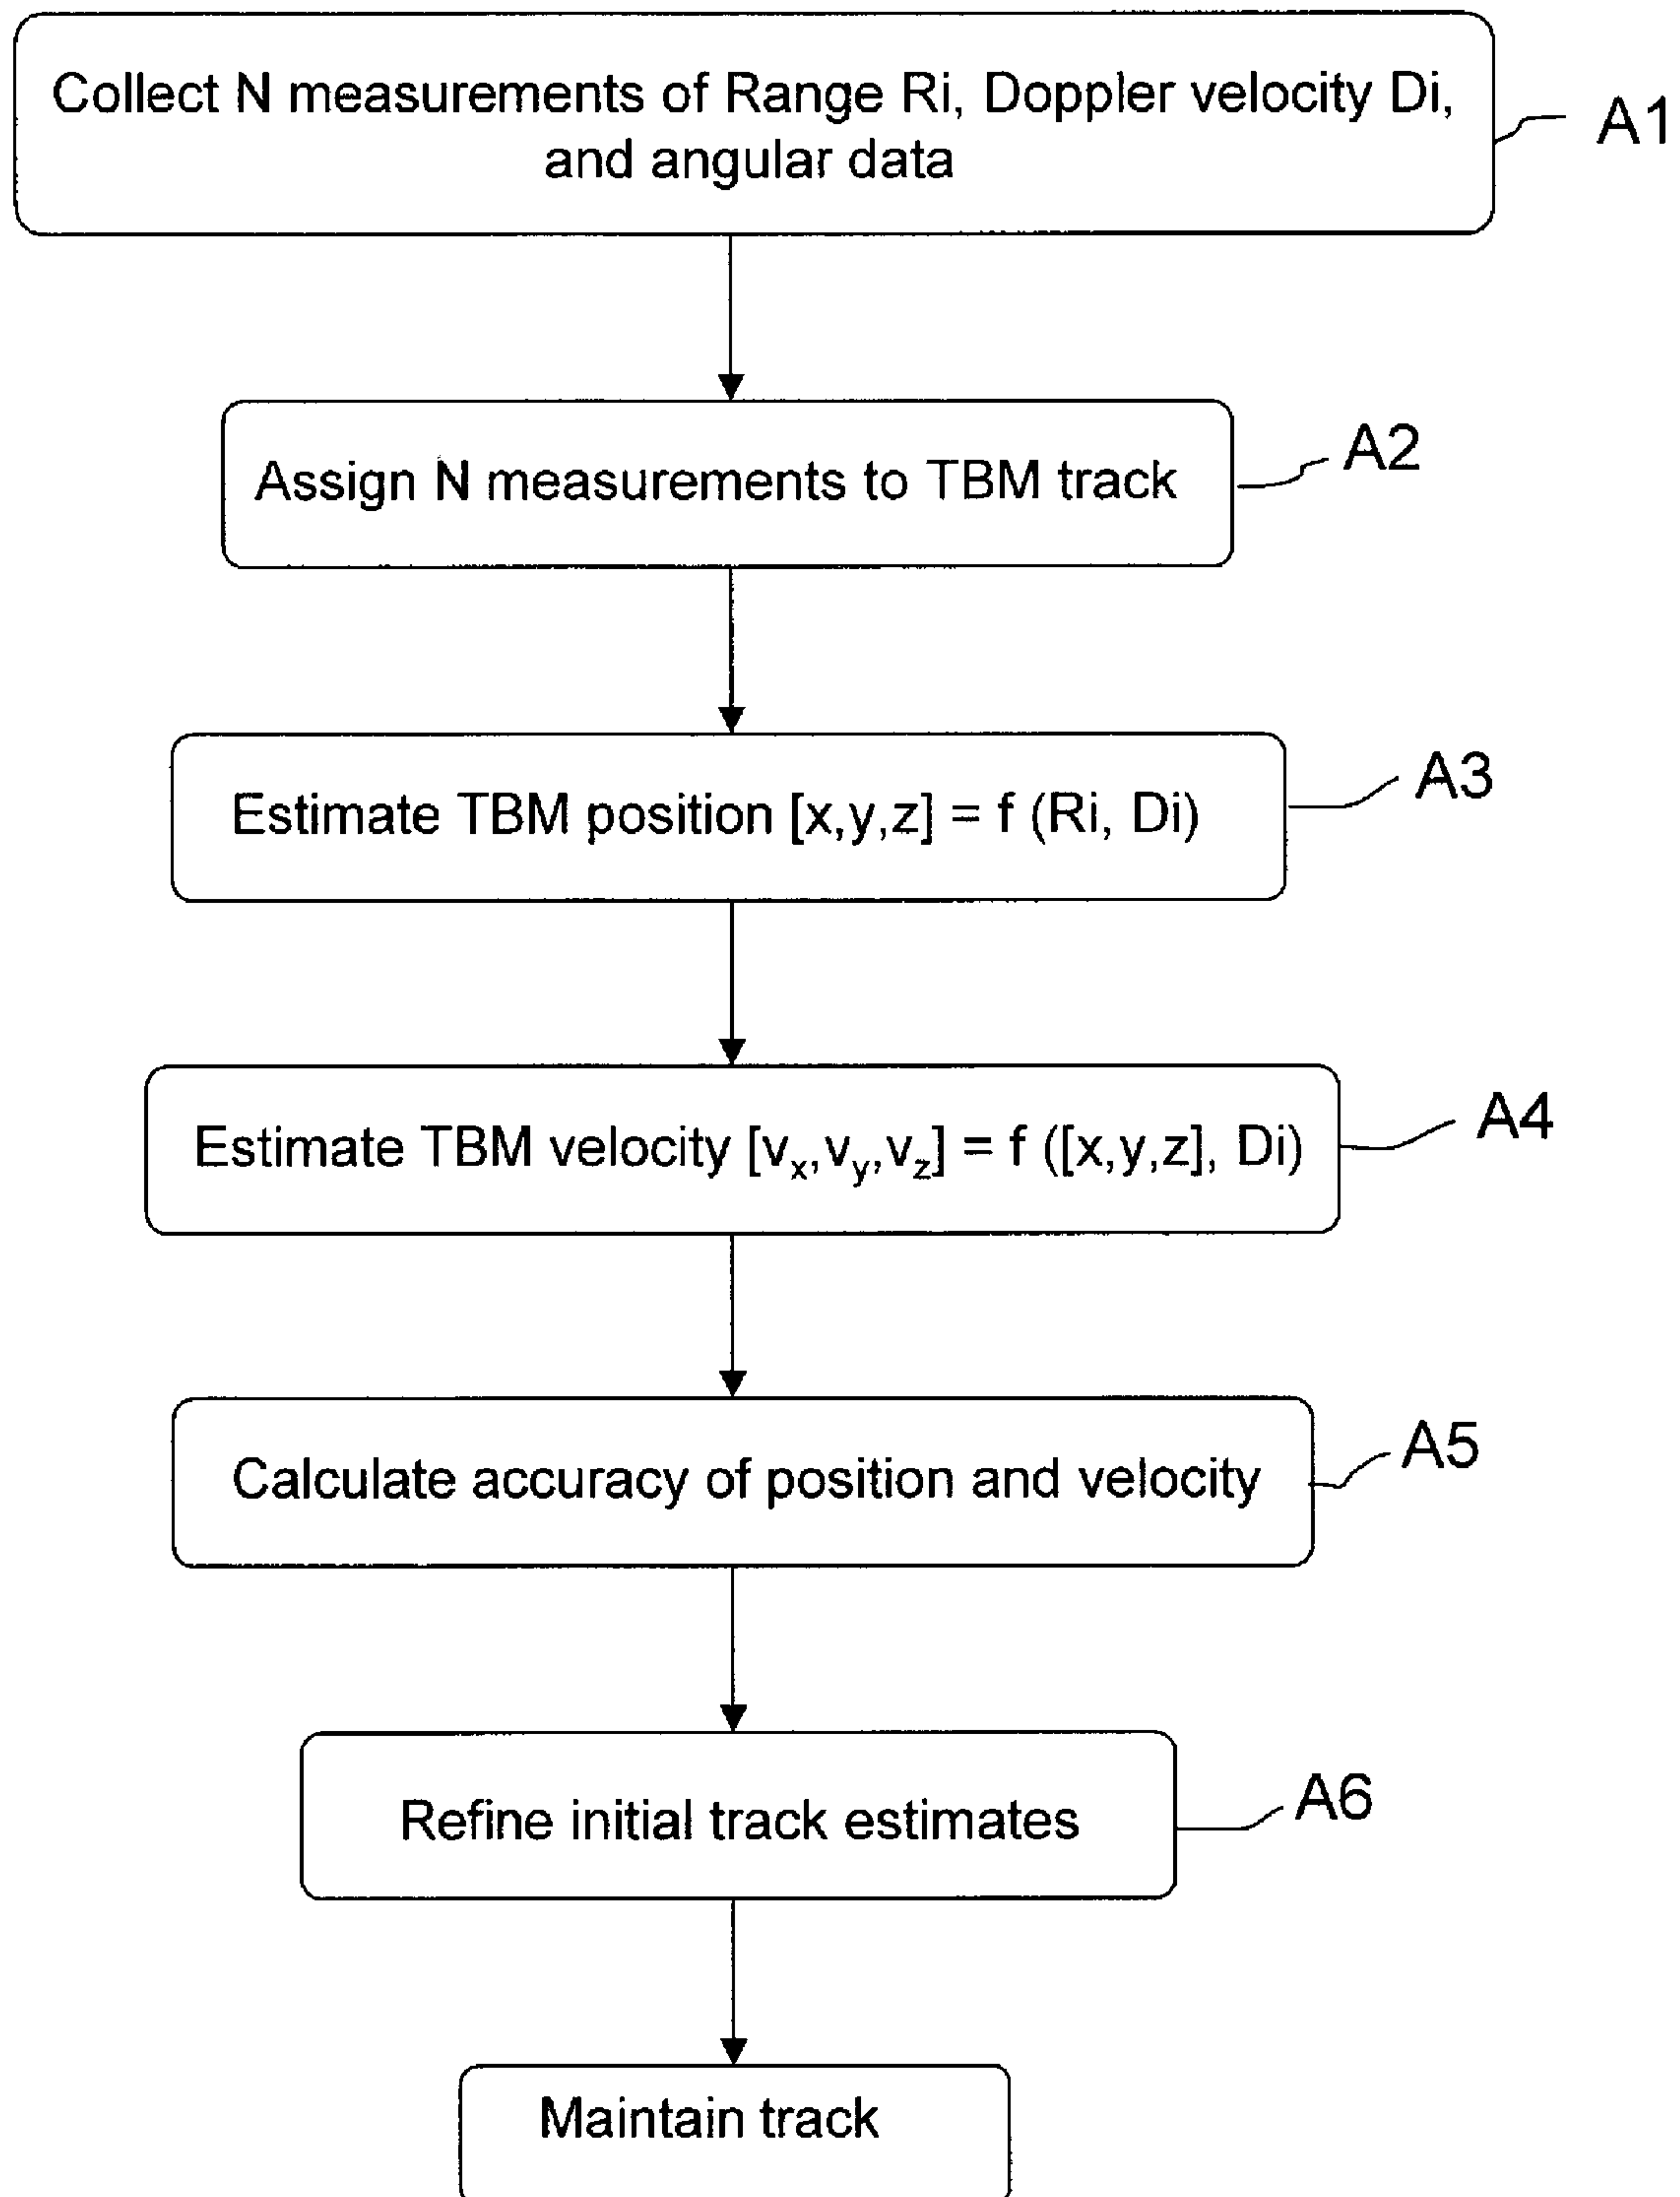 Collect N measurements of Range Ri, Doppler velocity Di,
and angular data
A1
Assign N measurements to TBM track
A2
Estimate TBM position [x,y,z] = f (Ri, Di)
A3
Estimate TBM velocity [vx,vy,vz] = f ([x,y,z], Di)
A4
Calculate accuracy of position and velocity
A5
Refine initial track estimates
A6
Maintain track